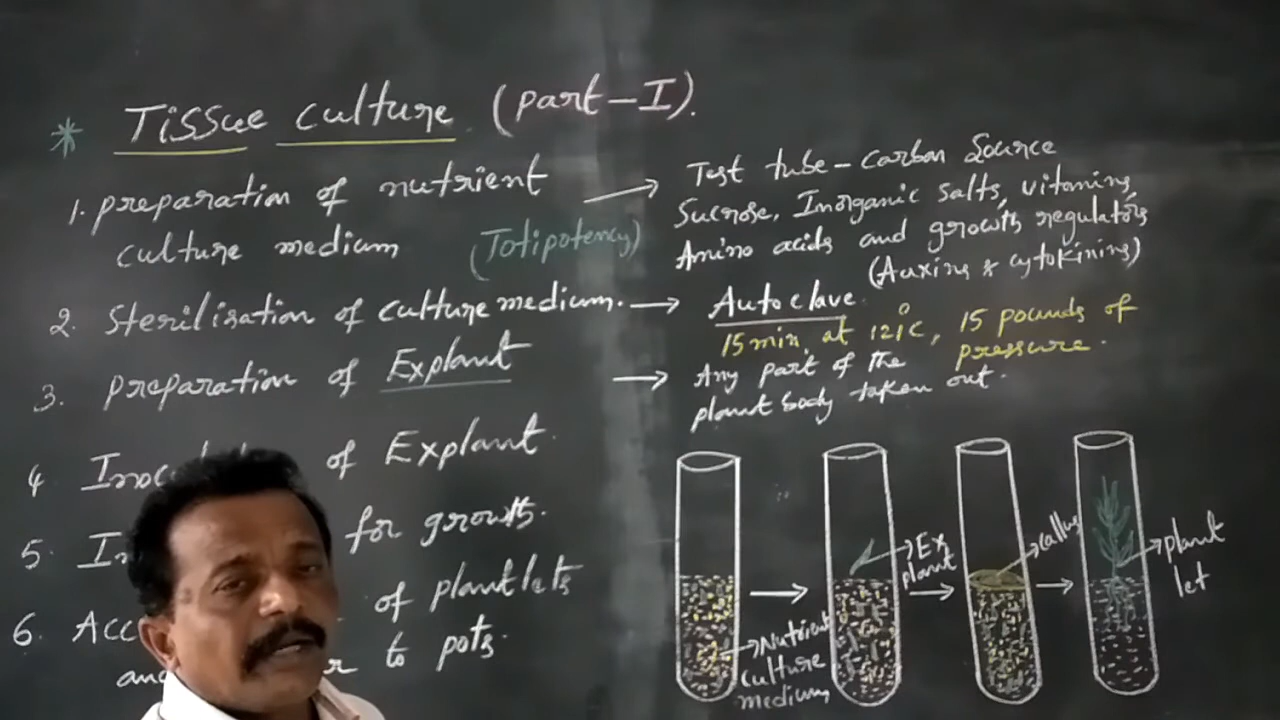 * Tissue culture (part-I).
1. preparation of nutrient
culture medium (Totipotency)
Test tube - Carbon Source
Sucrose, Inorganic salts, vitamins,
Amino acids and growth regulators
(Auxins & cytokinins)
2. Sterilisation of culture medium.
Autoclave.
15 min. at 121°c, 15 pounds of
pressure.
3. preparation of Explant
Any part of the
plant body taken out.
4 of Explant.
5. for growth.
6. of plantlets
to pots.
Nutrient
culture
medium
Ex
plant
callus
plant
let